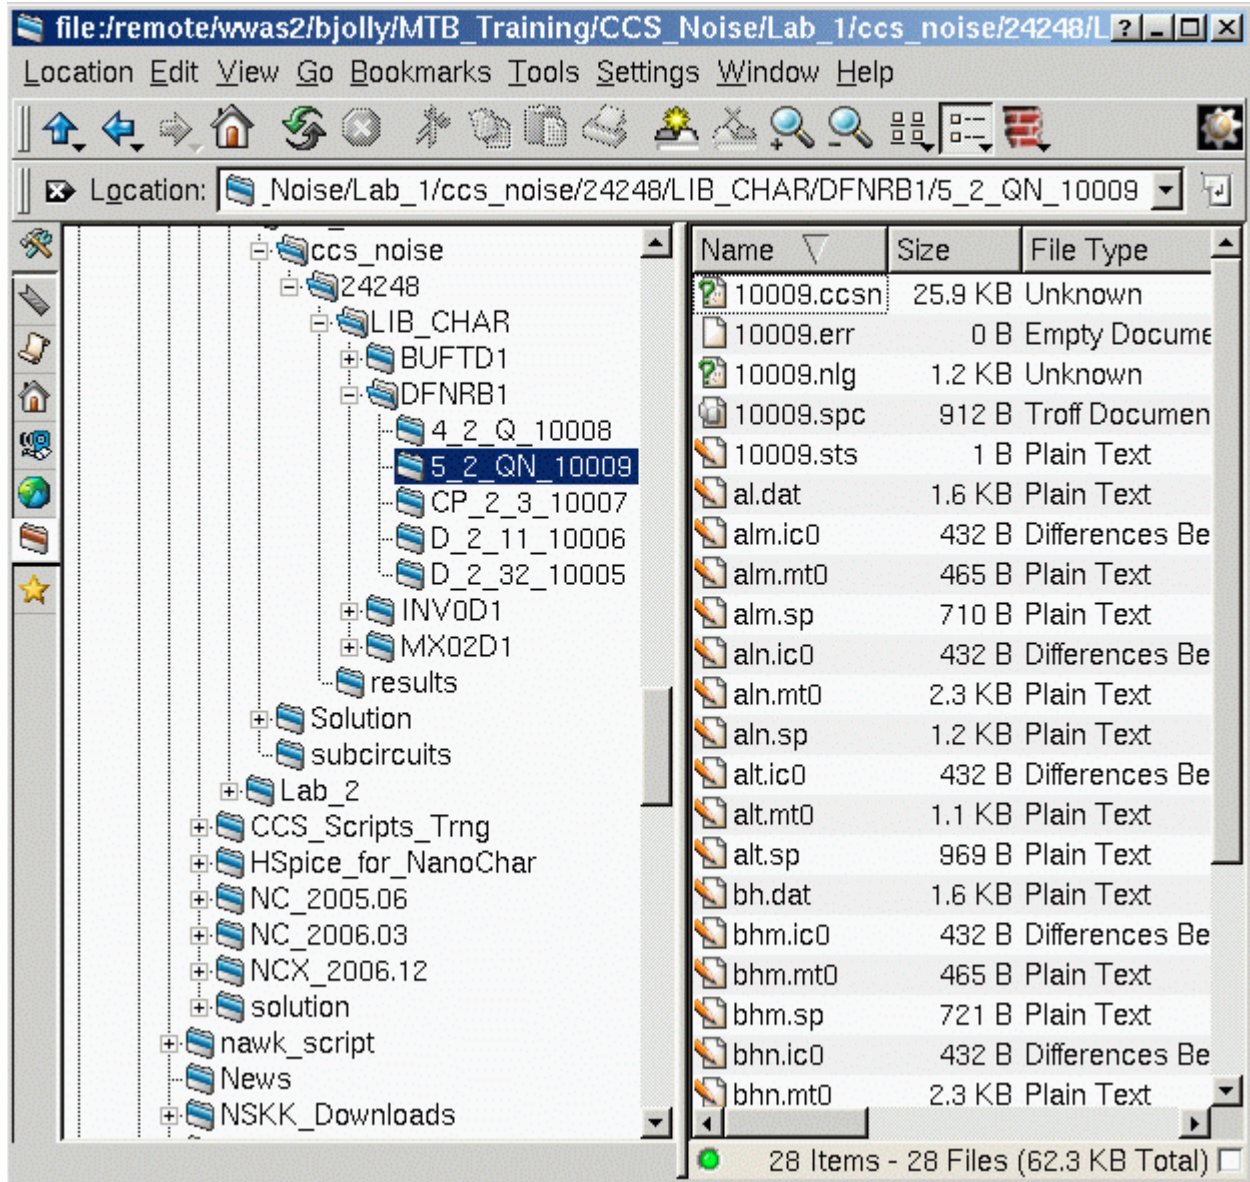 file:/remote/wwas2/bjolly/MTB_Training/CCS_Noise/Lab_1/ccs_noise/24248/L
Location Edit View Go Bookmarks Tools Settings Window Help
Location: _Noise/Lab_1/ccs_noise/24248/LIB_CHAR/DFNRB1/5_2_QN_10009
ccs_noise
24248
LIB_CHAR
BUFTD1
DFNRB1
4_2_Q_10008
5_2_QN_10009
CP_2_3_10007
D_2_11_10006
D_2_32_10005
INV0D1
MX02D1
results
Solution
subcircuits
Lab_2
CCS_Scripts_Trng
HSpice_for_NanoChar
NC_2005.06
NC_2006.03
NCX_2006.12
solution
nawk_script
News
NSKK_Downloads
Name Size File Type
10009.ccsn 25.9 KB Unknown
10009.err 0 B Empty Docume
10009.nlg 1.2 KB Unknown
10009.spc 912 B Troff Documen
10009.sts 1 B Plain Text
al.dat 1.6 KB Plain Text
alm.ic0 432 B Differences Be
alm.mt0 465 B Plain Text
alm.sp 710 B Plain Text
aln.ic0 432 B Differences Be
aln.mt0 2.3 KB Plain Text
aln.sp 1.2 KB Plain Text
alt.ic0 432 B Differences Be
alt.mt0 1.1 KB Plain Text
alt.sp 969 B Plain Text
bh.dat 1.6 KB Plain Text
bhm.ic0 432 B Differences Be
bhm.mt0 465 B Plain Text
bhm.sp 721 B Plain Text
bhn.ic0 432 B Differences Be
bhn.mt0 2.3 KB Plain Text
28 Items - 28 Files (62.3 KB Total)